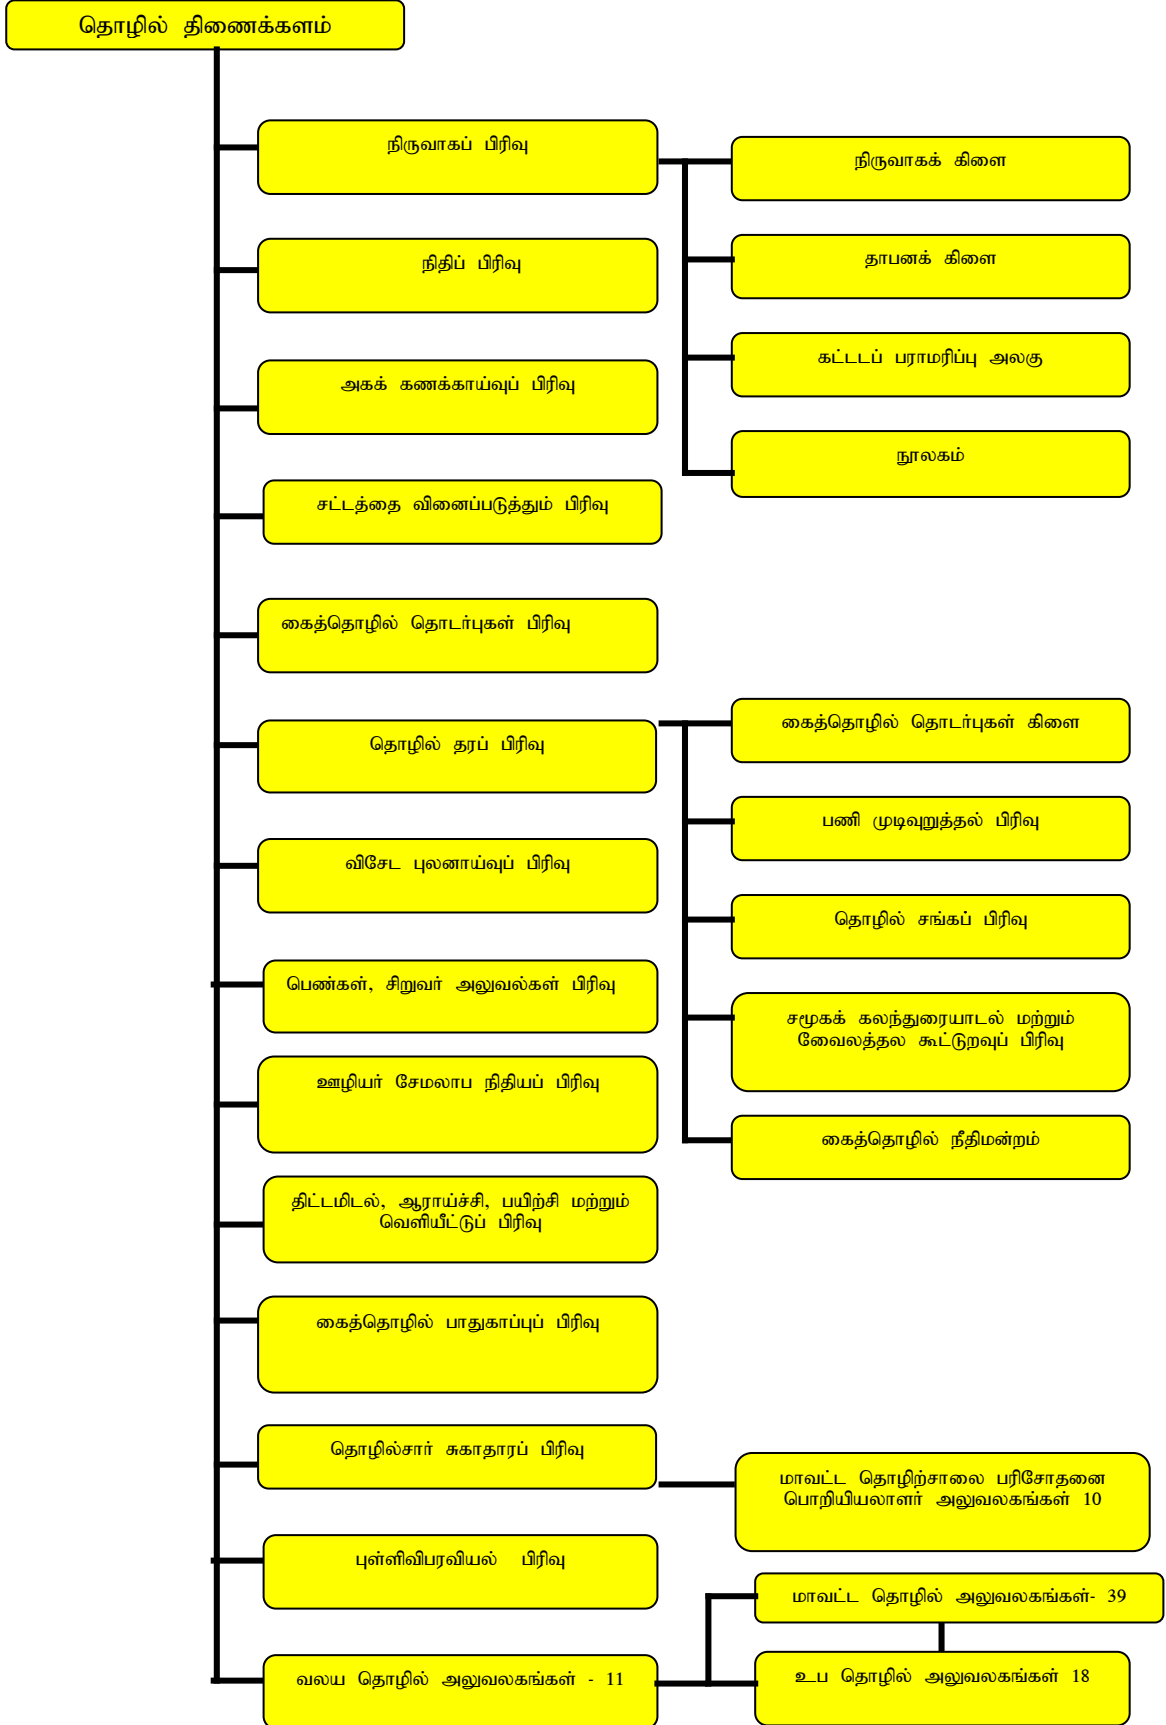 தொழில் திணைக்களம்
நிருவாகப் பிரிவு
நிருவாகக் கிளை
தாபனக் கிளை
கட்டடப் பராமரிப்பு அலகு
நூலகம்
நிதிப் பிரிவு
அகக் கணக்காய்வுப் பிரிவு
சட்டத்தை வினைப்படுத்தும் பிரிவு
கைத்தொழில் தொடர்புகள் பிரிவு
தொழில் தரப் பிரிவு
கைத்தொழில் தொடர்புகள் கிளை
பணி முடிவுறுத்தல் பிரிவு
தொழில் சங்கப் பிரிவு
சமூகக் கலந்துரையாடல் மற்றும்
வேைலத்தல கூட்டுறவுப் பிரிவு
கைத்தொழில் நீதிமன்றம்
விசேட புலனாய்வுப் பிரிவு
பெண்கள், சிறுவர் அலுவல்கள் பிரிவு
ஊழியர் சேமலாப நிதியப் பிரிவு
திட்டமிடல், ஆராய்ச்சி, பயிற்சி மற்றும்
வெளியீட்டுப் பிரிவு
கைத்தொழில் பாதுகாப்புப் பிரிவு
தொழில்சார் சுகாதாரப் பிரிவு
மாவட்ட தொழிற்சாலை பரிசோதனை
பொறியியலாளர் அலுவலகங்கள் 10
புள்ளிவிபரவியல் பிரிவு
வலய தொழில் அலுவலகங்கள் - 11
மாவட்ட தொழில் அலுவலகங்கள்- 39
உப தொழில் அலுவலகங்கள் 18